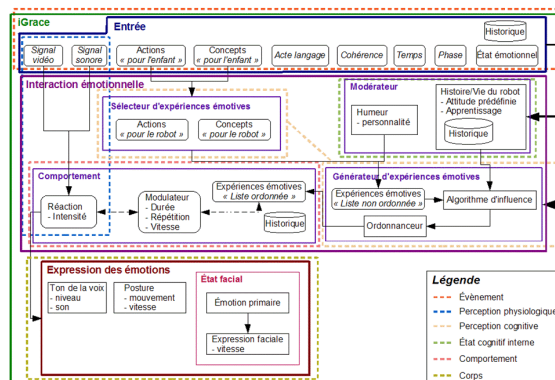 iGrace
Entrée
Historique
Signal
vidéo
Signal
sonore
Actions
« pour l'enfant »
Concepts
« pour l'enfant »
Acte langage
Cohérence
Temps
Phase
État émotionnel
Interaction émotionnelle
Sélecteur d'expériences émotives
Actions
« pour le robot »
Concepts
« pour le robot »
Modérateur
Humeur
- personnalité
Histoire/Vie du robot
- Attitude prédéfinie
- Apprentissage
Historique
Comportement
Réaction
- Intensité
Modulateur
- Durée
- Répétition
- Vitesse
Expériences émotives
« Liste ordonnée »
Historique
Générateur d'expériences émotives
Expériences émotives
« Liste non ordonnée »
Algorithme d'influence
Ordonnanceur
Expression des émotions
Ton de la voix
- niveau
- son
Posture
- mouvement
- vitesse
État facial
Émotion primaire
Expression faciale
- vitesse
Légende
Évènement
Perception physiologique
Perception cognitive
État cognitif interne
Comportement
Corps